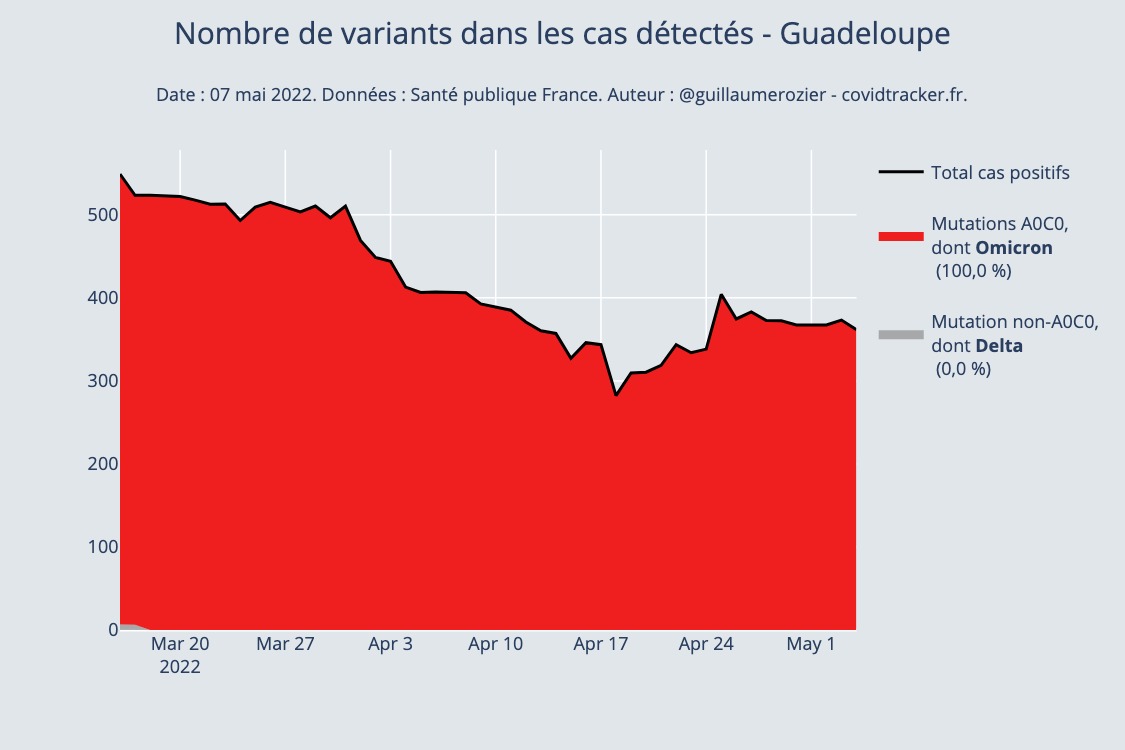 Nombre de variants dans les cas détectés - Guadeloupe
Date : 07 mai 2022. Données : Santé publique France. Auteur : @guillaumerozier - covidtracker.fr.
Total cas positifs
Mutations A0C0,
dont Omicron
(100,0 %)
Mutation non-A0C0,
dont Delta
(0,0 %)
500
400
300
200
100
0
Mar 20
2022
Mar 27
Apr 3
Apr 10
Apr 17
Apr 24
May 1